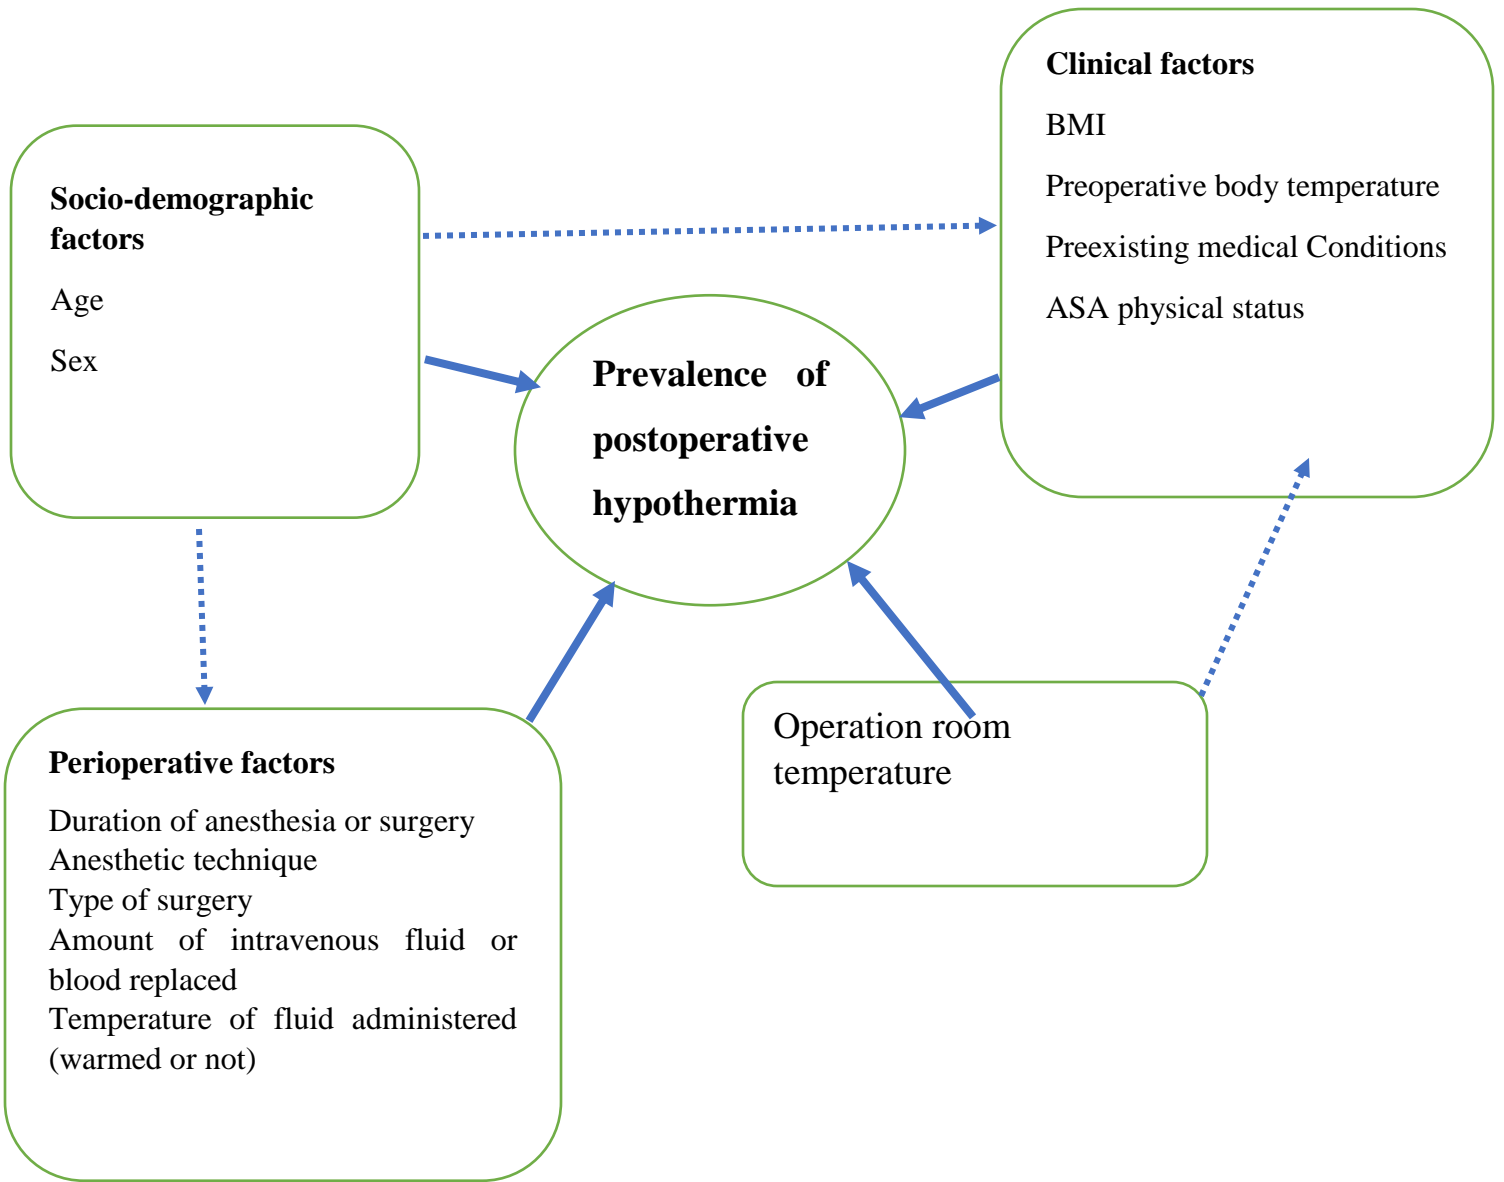 Socio-demographic
factors
Age
Sex
Clinical factors
BMI
Preoperative body temperature
Preexisting medical Conditions
ASA physical status
Prevalence of
postoperative
hypothermia
Perioperative factors
Duration of anesthesia or surgery
Anesthetic technique
Type of surgery
Amount of intravenous fluid or
blood replaced
Temperature of fluid administered
(warmed or not)
Operation room
temperature